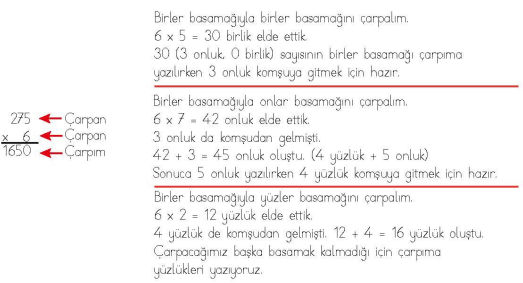 275 Çarpan
x 6 Çarpan
1650 Çarpım
Birler basamağıyla birler basamağını çarpalım.
6 x 5 = 30 birlik elde ettik.
30 (3 onluk, 0 birlik) sayısının birler basamağı çarpıma
yazılırken 3 onluk komşuya gitmek için hazır.
Birler basamağıyla onlar basamağını çarpalım.
6 x 7 = 42 onluk elde ettik.
3 onluk da komşudan gelmişti.
42 + 3 = 45 onluk oluştu. (4 yüzlük + 5 onluk)
Sonuca 5 onluk yazılırken 4 yüzlük komşuya gitmek için hazır.
Birler basamağıyla yüzler basamağını çarpalım.
6 x 2 = 12 yüzlük elde ettik.
4 yüzlük de komşudan gelmişti. 12 + 4 = 16 yüzlük oluştu.
Çarpacağımız başka basamak kalmadığı için çarpıma
yüzlükleri yazıyoruz.